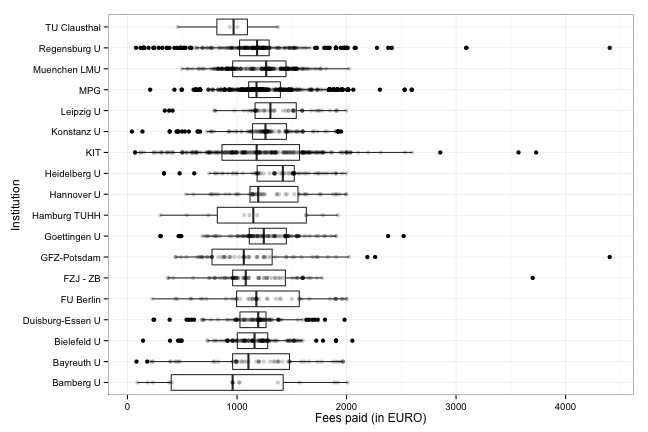 TU Clausthal
Regensburg U
Muenchen LMU
MPG
Leipzig U
Konstanz U
KIT
Heidelberg U
Hannover U
Hamburg TUHH
Goettingen U
GFZ-Potsdam
FZJ - ZB
FU Berlin
Duisburg-Essen U
Bielefeld U
Bayreuth U
Bamberg U
Institution
0 1000 2000 3000 4000
Fees paid (in EURO)